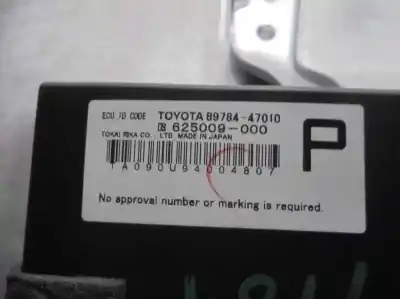 ECU, ID CODE TOYOTA 89784-47010
625009-000
TOKAI RIKA CO., LTD. MADE IN JAPAN
P
1A090U94004807
No approval number or marking is required.